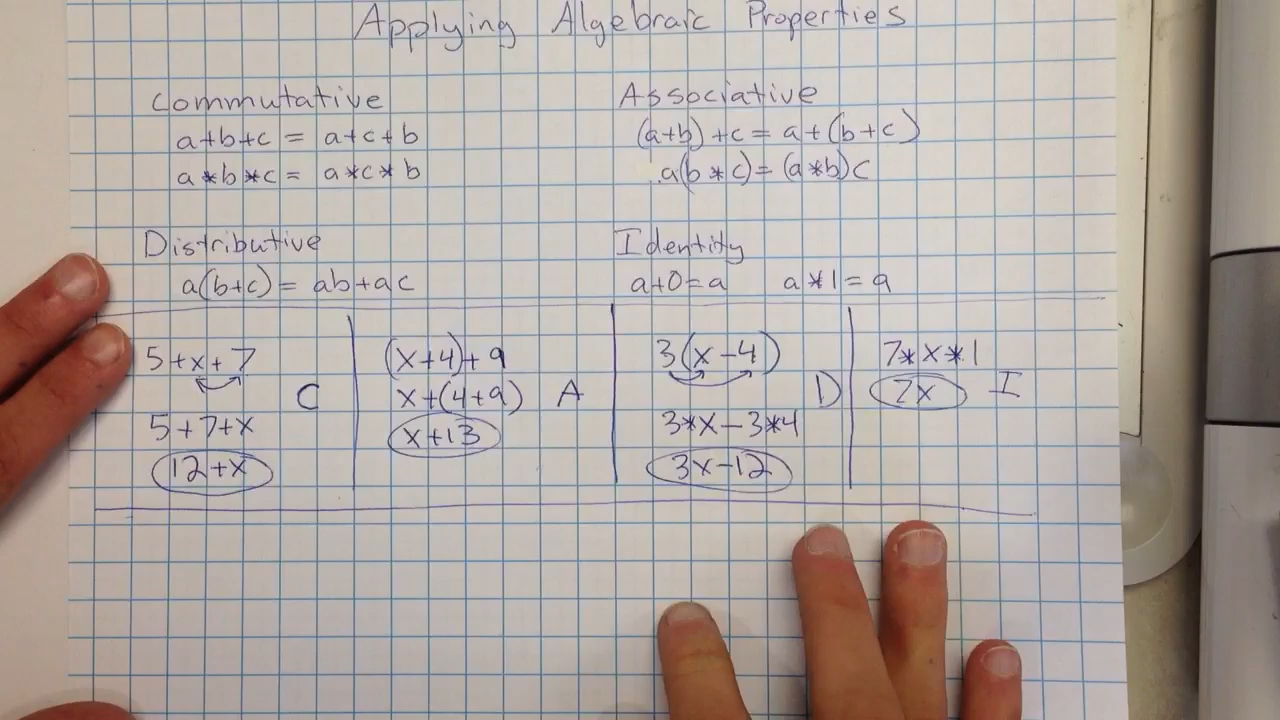 Applying Algebraic Properties
Commutative
a+b+c = a+c+b
a*b*c = a*c*b
Associative
(a+b)+c = a+(b+c)
a(b*c) = (a*b)c
Distributive
a(b+c) = ab+ac
Identity
a+0=a a*1=a
5+x+7
C
5+7+x
12+x
(x+4)+9
x+(4+9) A
x+13
3(x-4)
D
3*x-3*4
3x-12
7*x*1
7x I